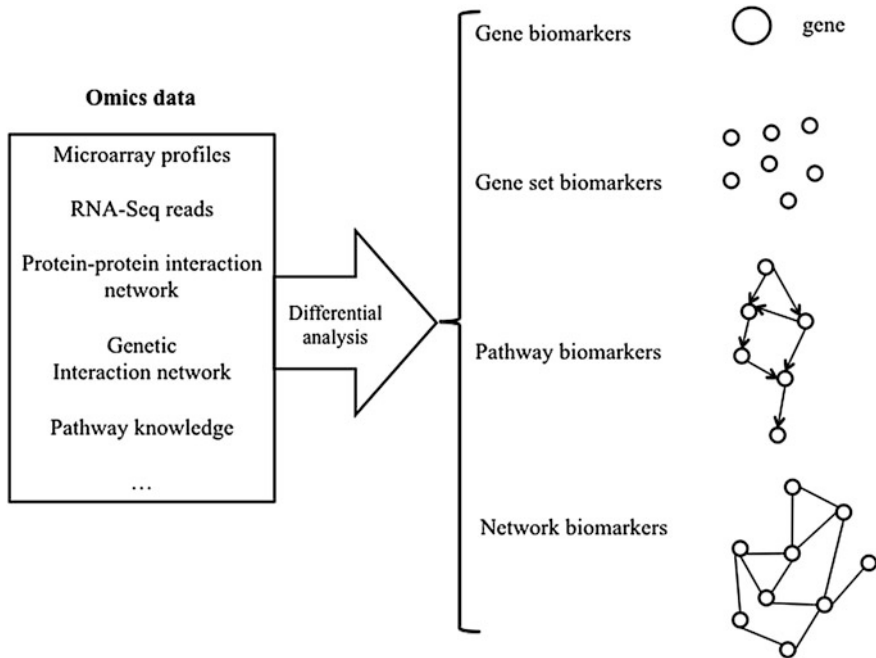 Omics data
Microarray profiles
RNA-Seq reads
Protein-protein interaction
network
Genetic
Interaction network
Pathway knowledge
...
Differential
analysis
Gene biomarkers
gene
Gene set biomarkers
Pathway biomarkers
Network biomarkers